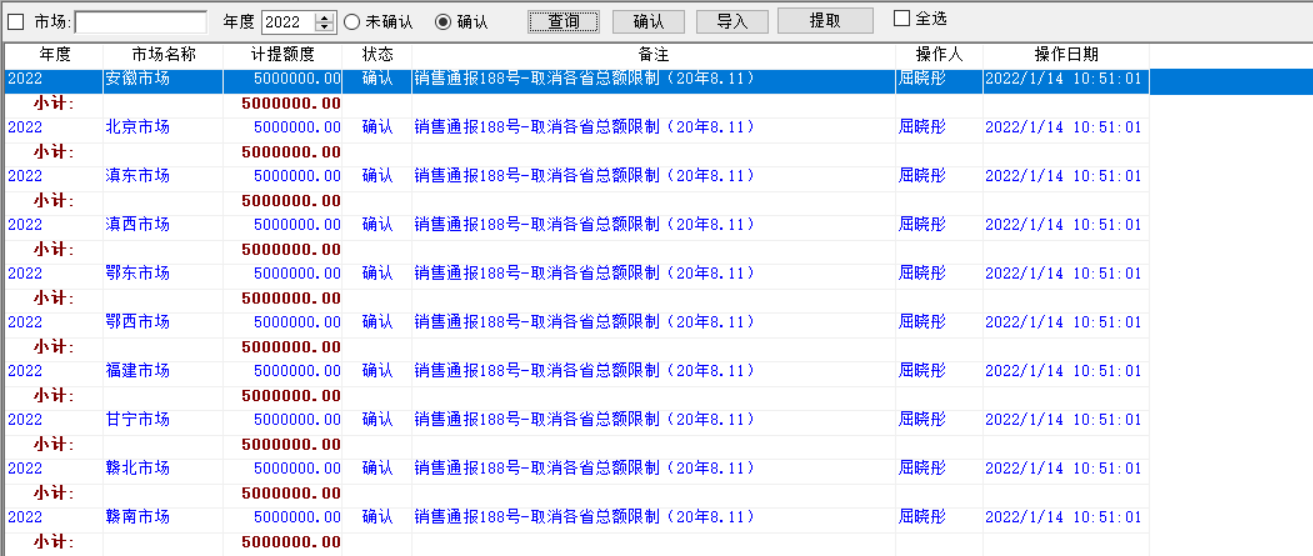 市场: 年度 2022 未确认 确认 查询 确认 导入 提取 全选
年度 市场名称 计提额度 状态 备注 操作人 操作日期
2022 安徽市场 5000000.00 确认 销售通报188号-取消各省总额限制（20年8.11） 屈晓彤 2022/1/14 10:51:01
小计: 5000000.00
2022 北京市场 5000000.00 确认 销售通报188号-取消各省总额限制（20年8.11） 屈晓彤 2022/1/14 10:51:01
小计: 5000000.00
2022 滇东市场 5000000.00 确认 销售通报188号-取消各省总额限制（20年8.11） 屈晓彤 2022/1/14 10:51:01
小计: 5000000.00
2022 滇西市场 5000000.00 确认 销售通报188号-取消各省总额限制（20年8.11） 屈晓彤 2022/1/14 10:51:01
小计: 5000000.00
2022 鄂东市场 5000000.00 确认 销售通报188号-取消各省总额限制（20年8.11） 屈晓彤 2022/1/14 10:51:01
小计: 5000000.00
2022 鄂西市场 5000000.00 确认 销售通报188号-取消各省总额限制（20年8.11） 屈晓彤 2022/1/14 10:51:01
小计: 5000000.00
2022 福建市场 5000000.00 确认 销售通报188号-取消各省总额限制（20年8.11） 屈晓彤 2022/1/14 10:51:01
小计: 5000000.00
2022 甘宁市场 5000000.00 确认 销售通报188号-取消各省总额限制（20年8.11） 屈晓彤 2022/1/14 10:51:01
小计: 5000000.00
2022 赣北市场 5000000.00 确认 销售通报188号-取消各省总额限制（20年8.11） 屈晓彤 2022/1/14 10:51:01
小计: 5000000.00
2022 赣南市场 5000000.00 确认 销售通报188号-取消各省总额限制（20年8.11） 屈晓彤 2022/1/14 10:51:01
小计: 5000000.00